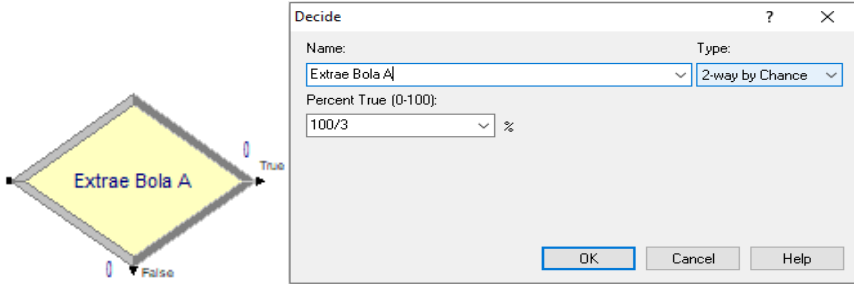 Decide ? ×
Name: Type:
Extrae Bola A 2-way by Chance
Percent True (0-100):
100/3 %
Extrae Bola A
0
True
0
False
OK Cancel Help